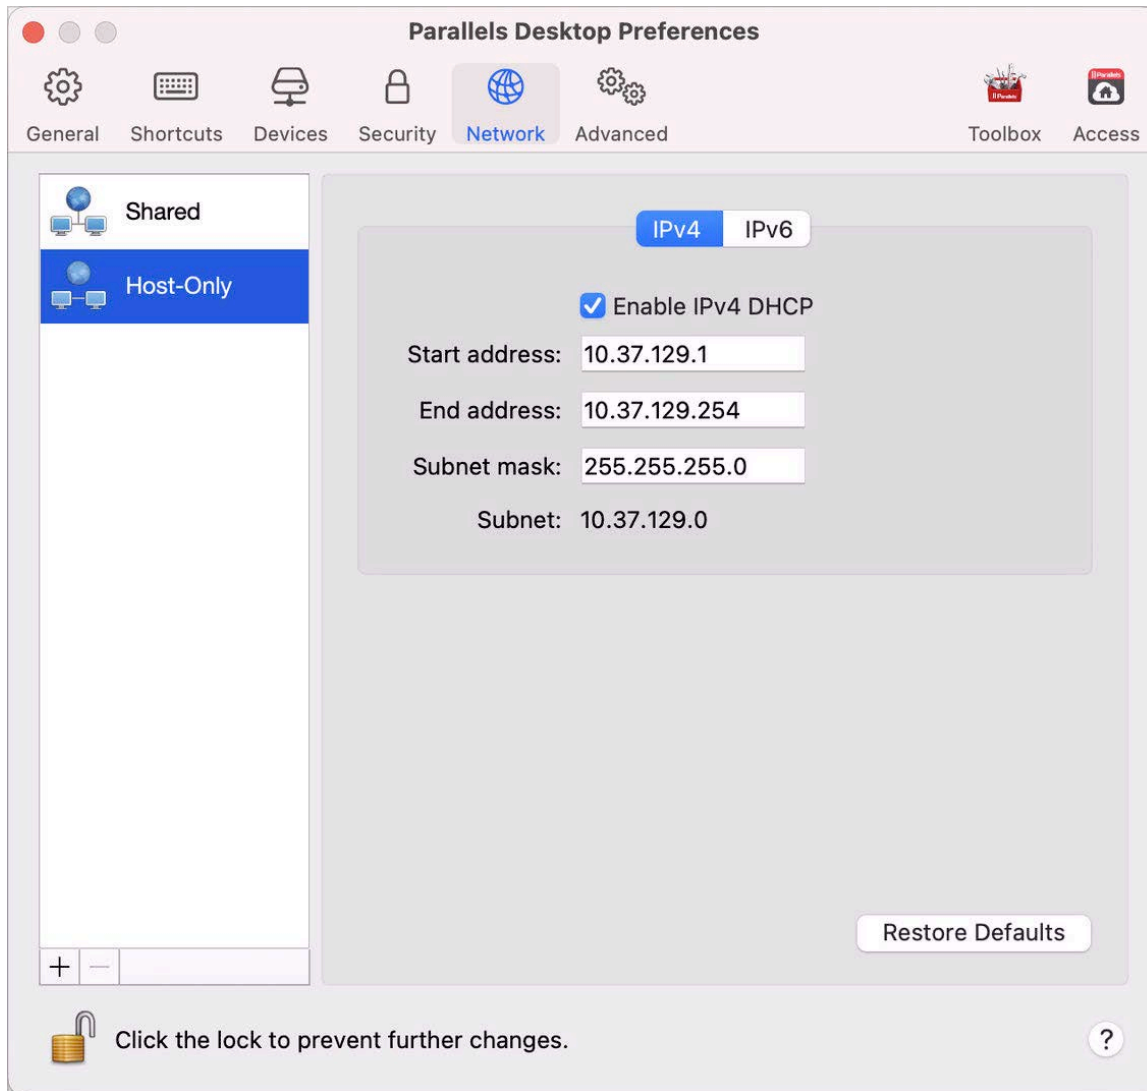 Parallels Desktop Preferences
General Shortcuts Devices Security Network Advanced Toolbox Access
Shared
Host-Only
IPv4 IPv6
Enable IPv4 DHCP
Start address: 10.37.129.1
End address: 10.37.129.254
Subnet mask: 255.255.255.0
Subnet: 10.37.129.0
Restore Defaults
Click the lock to prevent further changes.
?